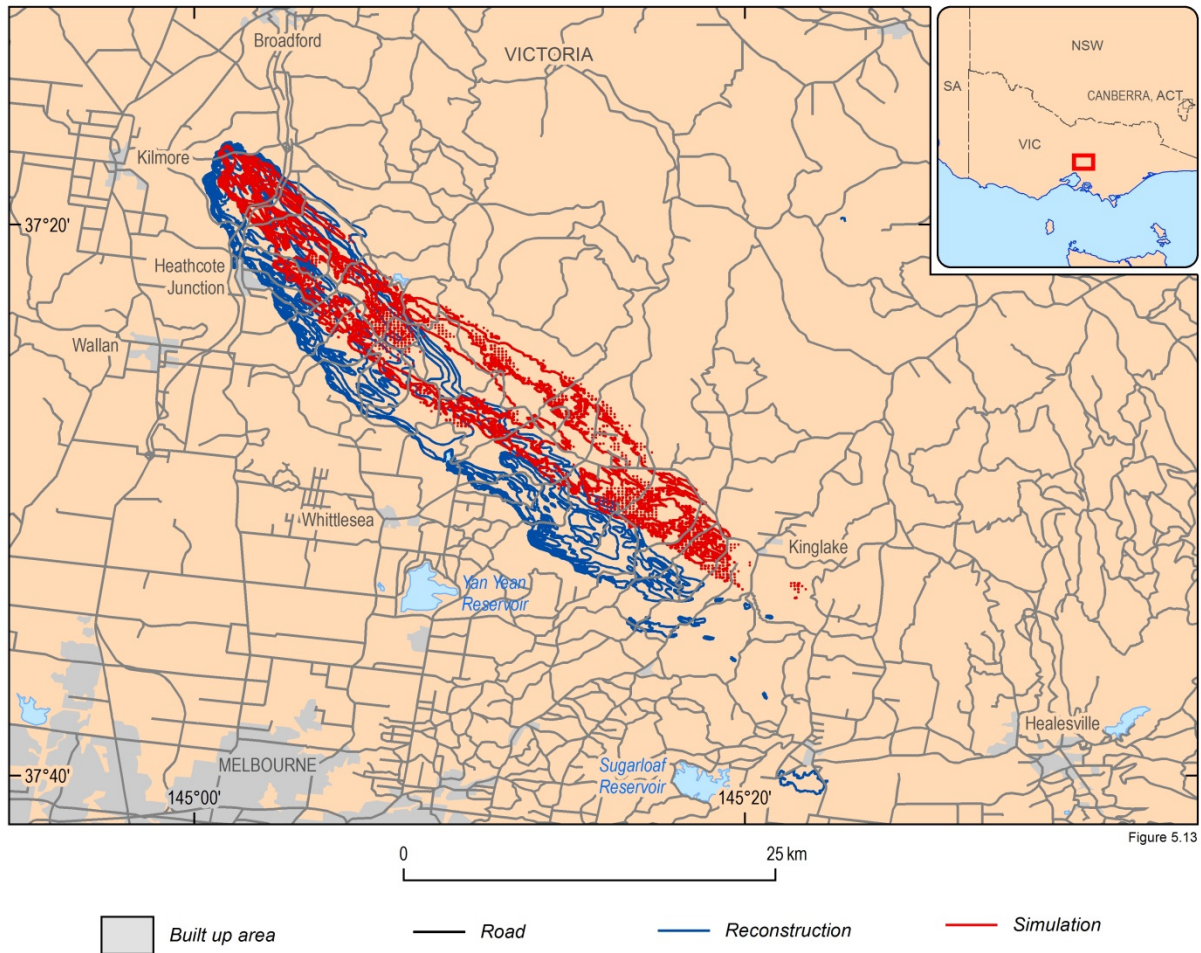 Broadford
VICTORIA
Kilmore
37°20'
Heathcote
Junction
Wallan
Whittlesea
Yan Yean
Reservoir
Kinglake
Healesville
MELBOURNE
Sugarloaf
Reservoir
37°40'
145°00'
145°20'
NSW
SA
CANBERRA, ACT
VIC
Figure 5.13
0
25 km
Built up area
Road
Reconstruction
Simulation